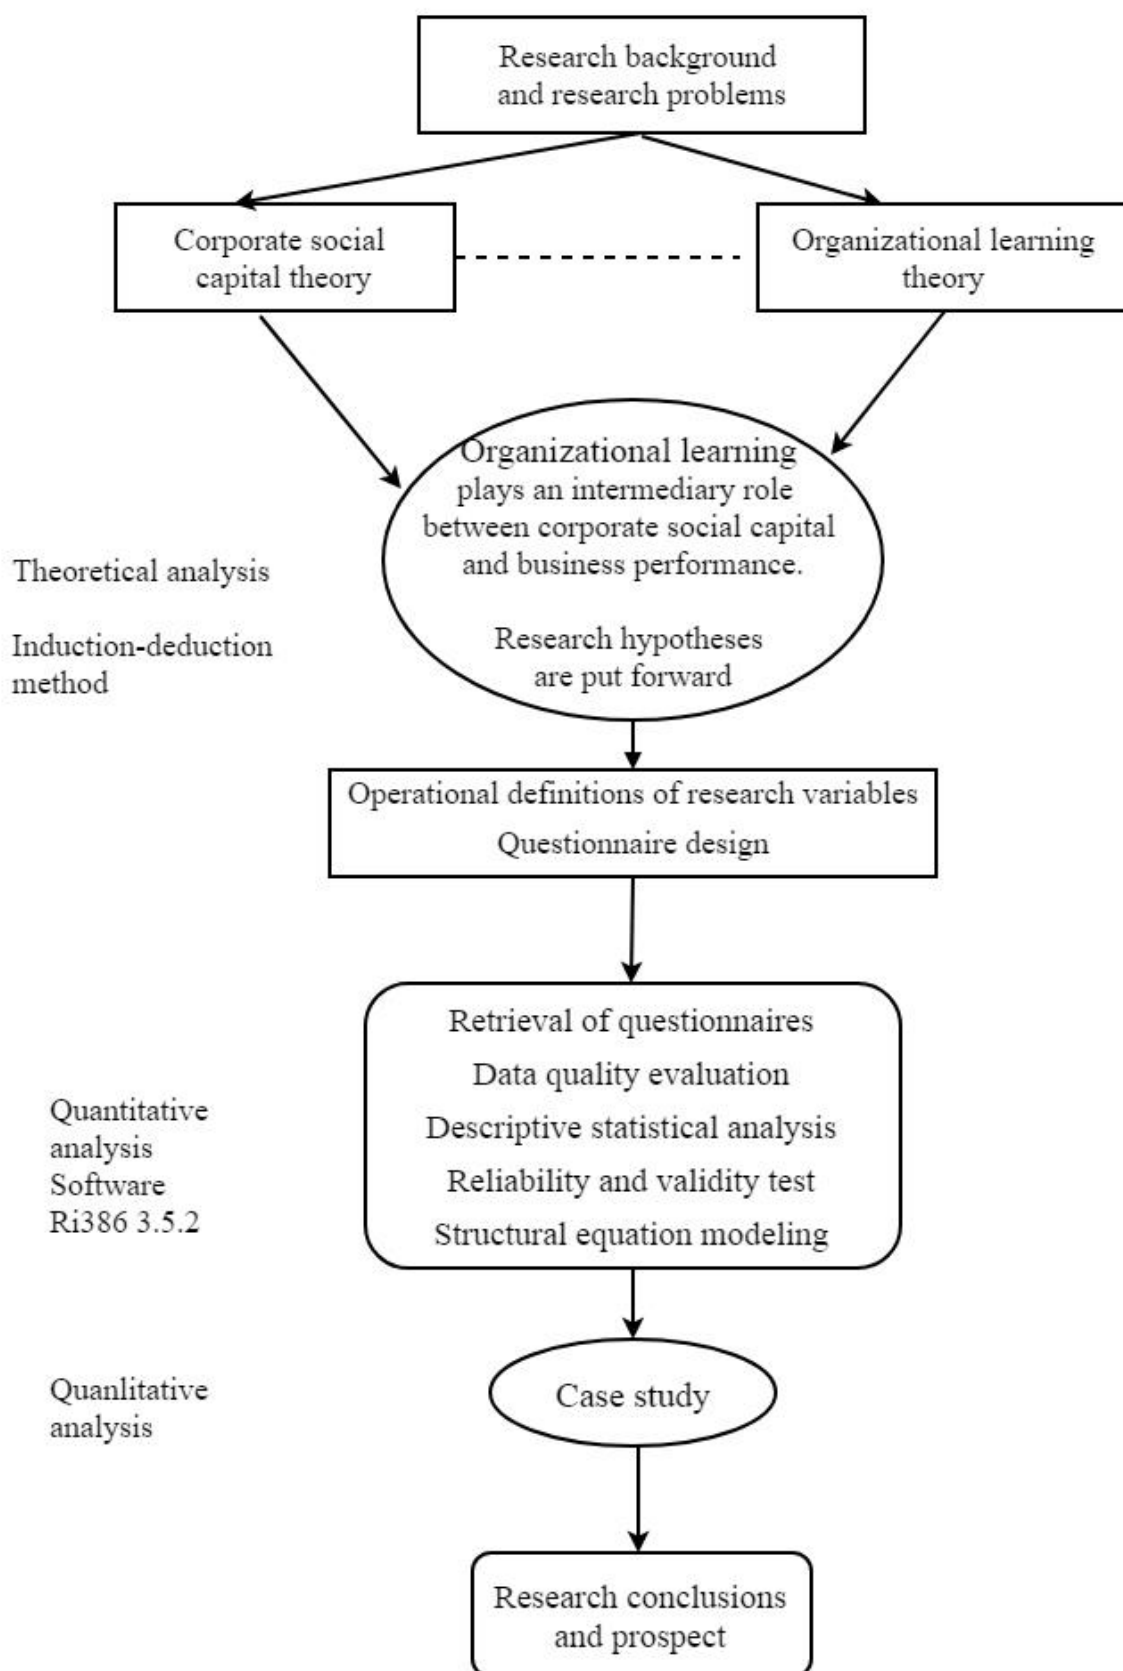 Research background
and research problems
Corporate social
capital theory
Organizational learning
theory
Organizational learning
plays an intermediary role
between corporate social capital
and business performance.
Research hypotheses
are put forward
Theoretical analysis
Induction-deduction
method
Operational definitions of research variables
Questionnaire design
Retrieval of questionnaires
Data quality evaluation
Descriptive statistical analysis
Reliability and validity test
Structural equation modeling
Quantitative
analysis
Software
Ri386 3.5.2
Case study
Quanlitative
analysis
Research conclusions
and prospect